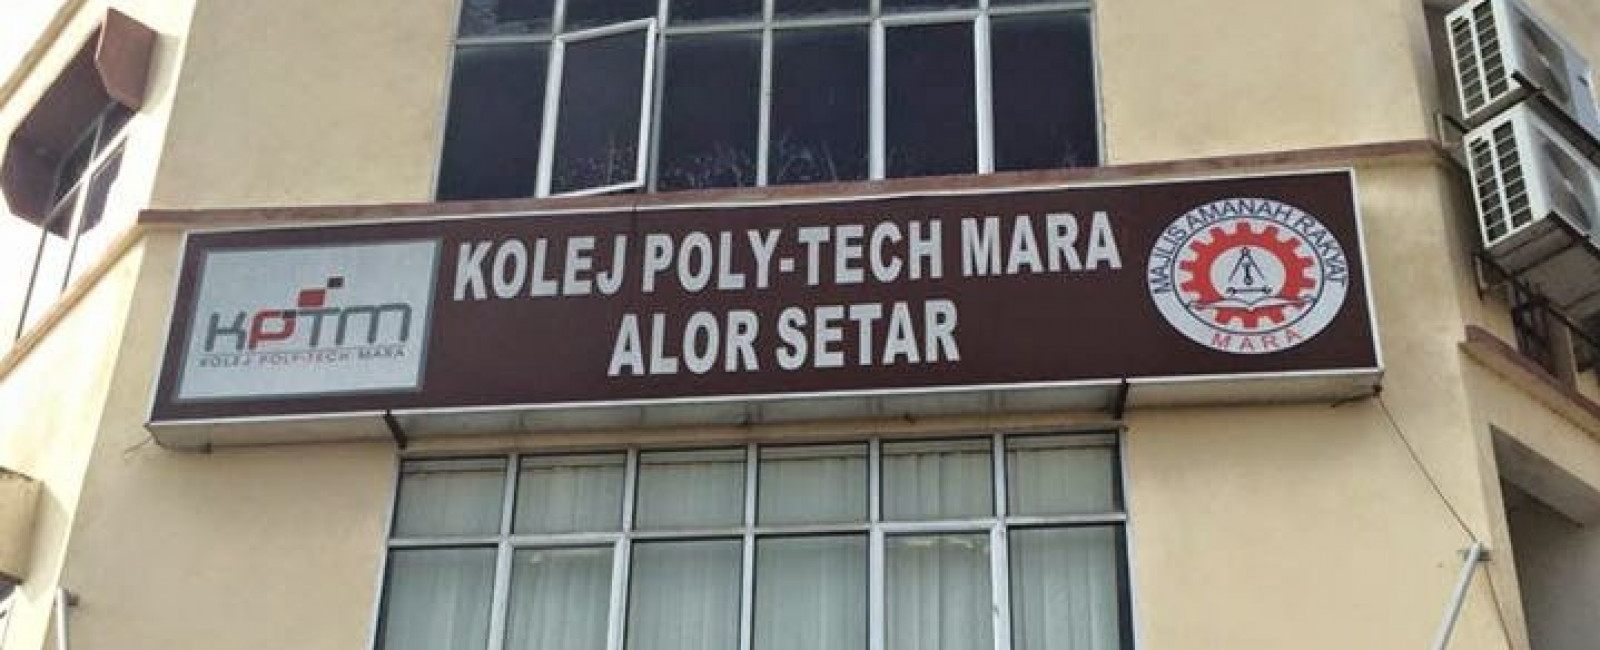 KPTM
KOLEJ POLY-TECH MARA
KOLEJ POLY-TECH MARA
ALOR SETAR
MAJLIS AMANAH RAKYAT
MARA